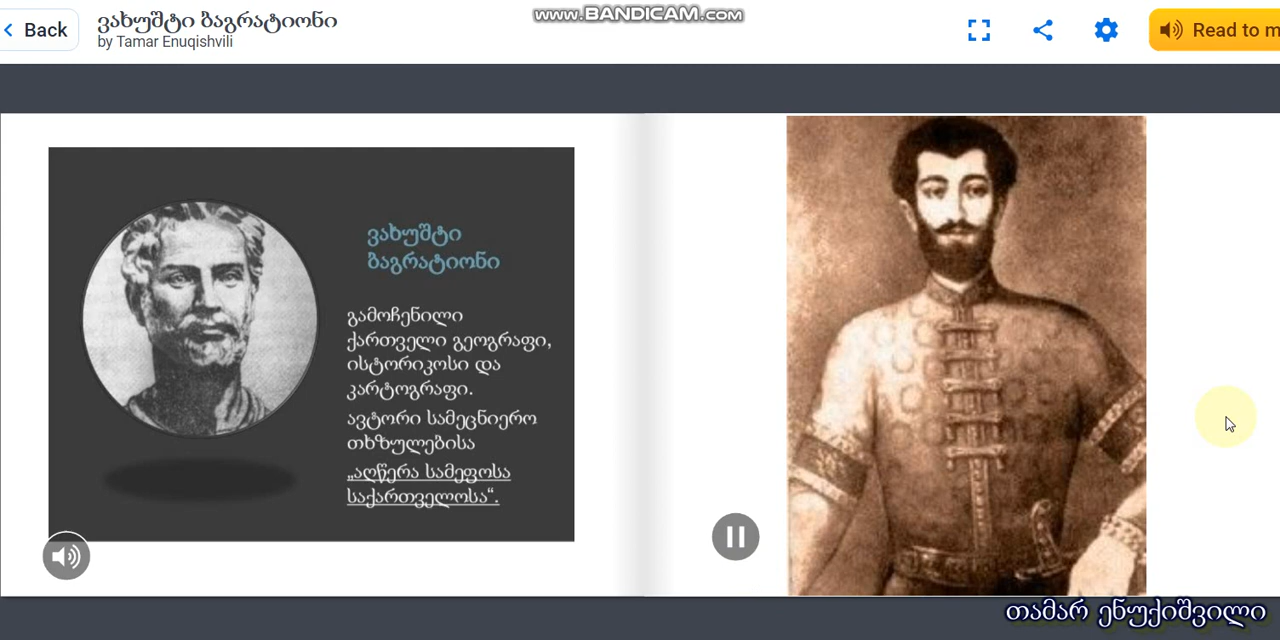 www.BANDICAM.com
Back
ვახუშტი ბაგრატიონი
by Tamar Enuqishvili
Read to m
ვახუშტი
ბაგრატიონი
გამოჩენილი
ქართველი გეოგრაფი,
ისტორიკოსი და
კარტოგრაფი.
ავტორი სამეცნიერო
თხზულებისა
„აღწერა სამეფოსა
საქართველოსა“.
თამარ ენუქიშვილი